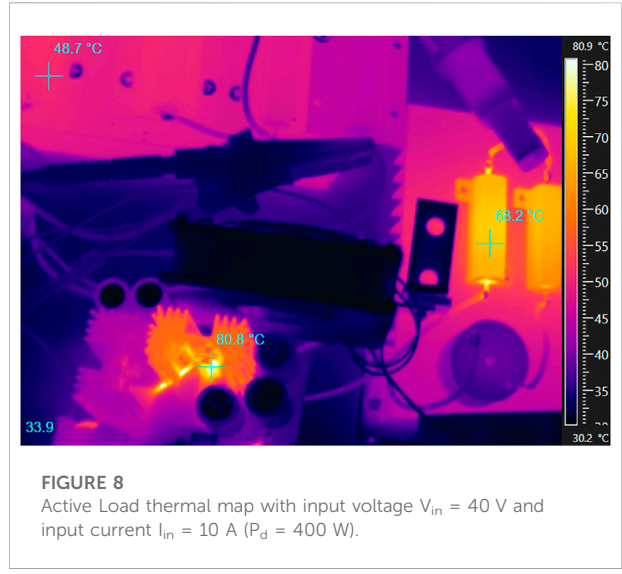 48.7 °C
80.9 °C
80
75
70
65
68.2 °C
60
55
50
45
80.8 °C
40
35
33.9
30.2 °C
FIGURE 8
Active Load thermal map with input voltage Vin = 40 V and
input current Iin = 10 A (Pd = 400 W).